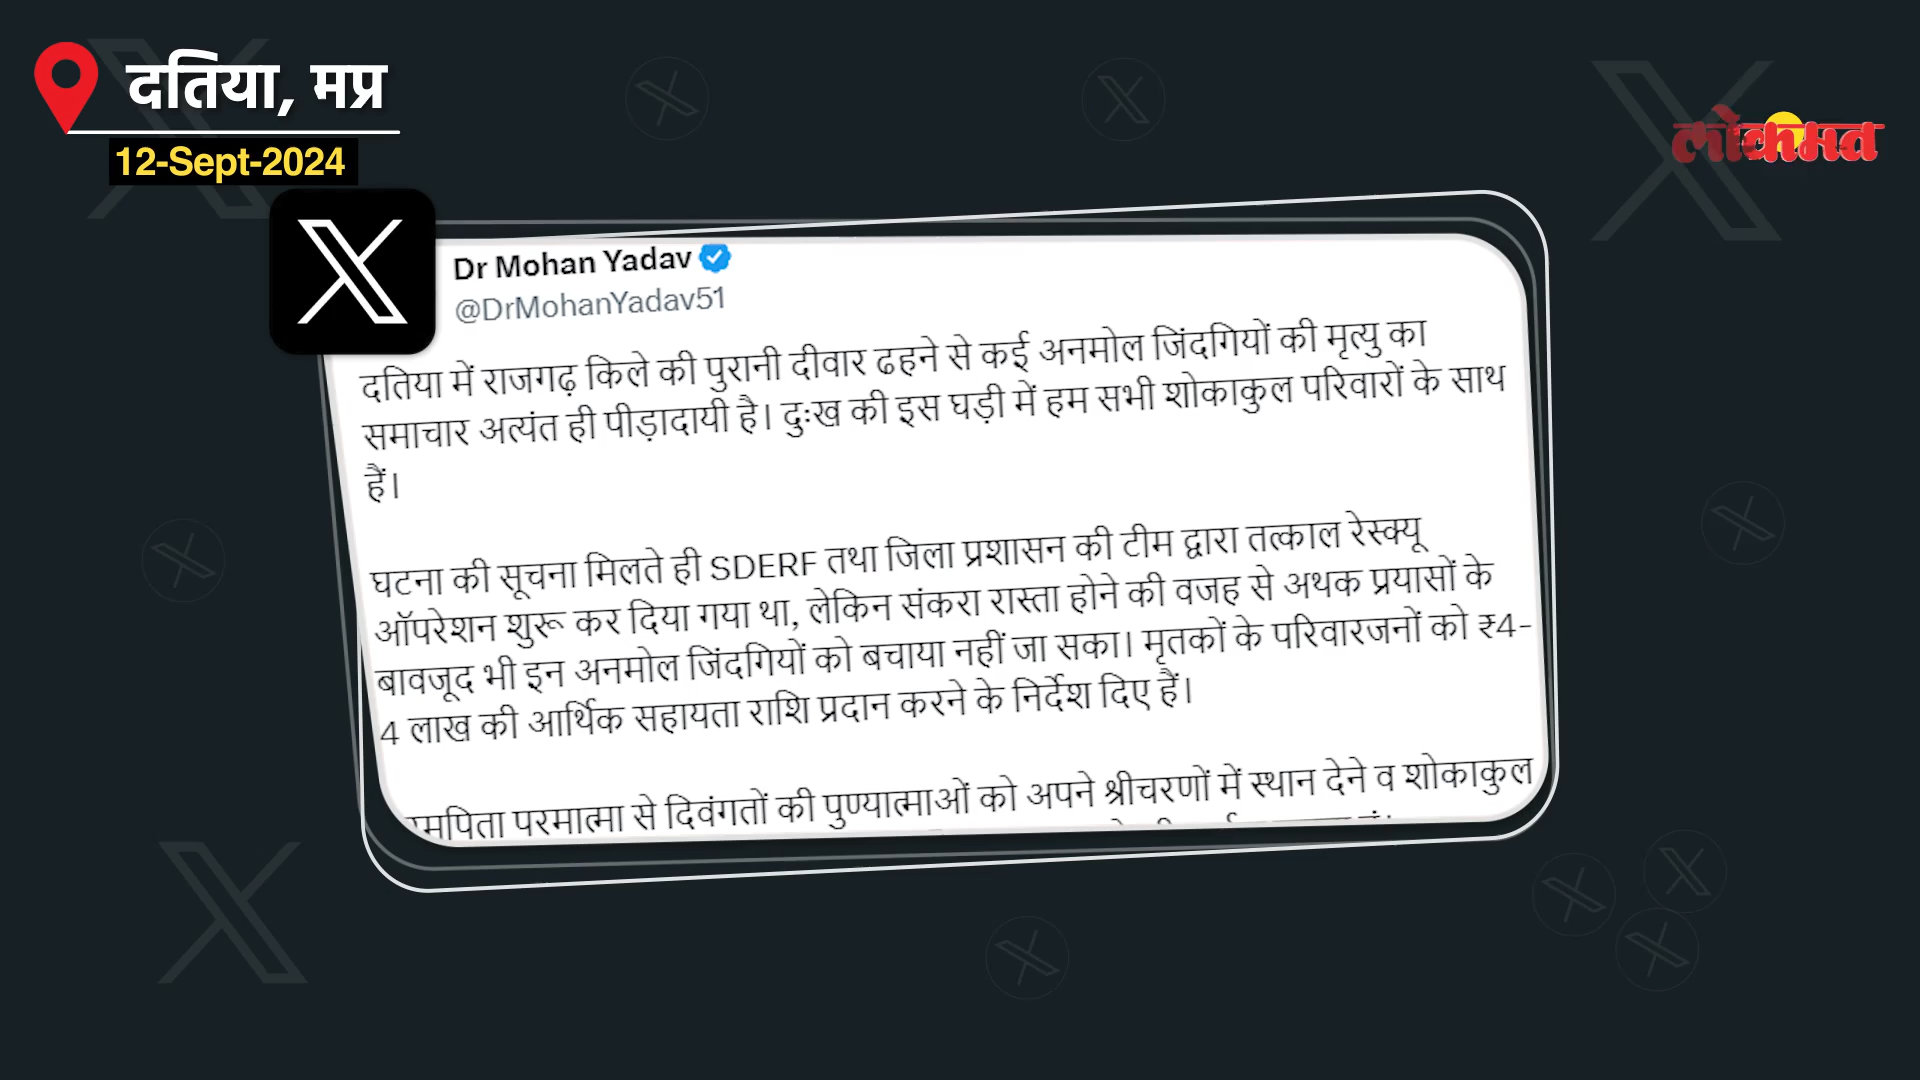 दतिया, मप्र
12-Sept-2024
लोकमत
Dr Mohan Yadav
@DrMohanYadav51
दतिया में राजगढ़ किले की पुरानी दीवार ढहने से कई अनमोल जिंदगियों की मृत्यु का
समाचार अत्यंत ही पीड़ादायी है। दुःख की इस घड़ी में हम सभी शोकाकुल परिवारों के साथ
हैं।
घटना की सूचना मिलते ही SDERF तथा जिला प्रशासन की टीम द्वारा तत्काल रेस्क्यू
ऑपरेशन शुरू कर दिया गया था, लेकिन संकरा रास्ता होने की वजह से अथक प्रयासों के
बावजूद भी इन अनमोल जिंदगियों को बचाया नहीं जा सका। मृतकों के परिवारजनों को ₹4-
4 लाख की आर्थिक सहायता राशि प्रदान करने के निर्देश दिए हैं।
परमात्मा से दिवंगतों की पुण्यात्माओं को अपने श्रीचरणों में स्थान देने व शोकाकुल